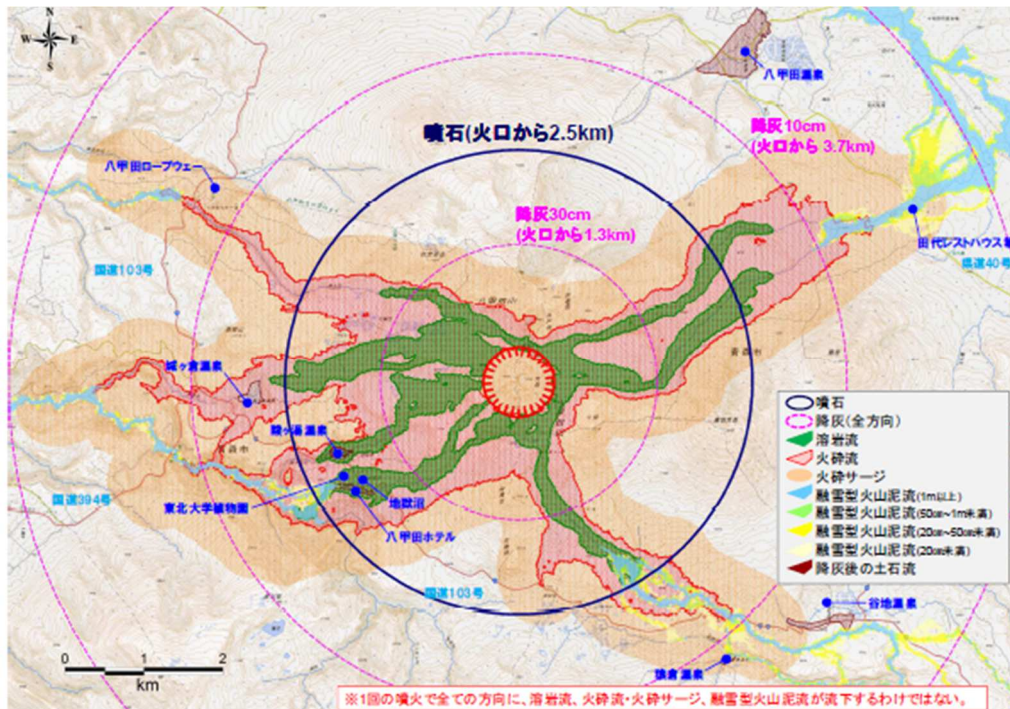 N
W E
S
八甲田温泉
噴石(火口から2.5km)
降灰10cm
(火口から 3.7km)
八甲田ロープウェー
降灰30cm
(火口から1.3km)
田代レストハウス
県道40号
国道103号
城ヶ倉温泉
酸ヶ湯温泉
国道394号
東北大学植物園
地獄沼
八甲田ホテル
国道103号
谷地温泉
猿倉温泉
噴石
降灰(全方向)
溶岩流
火砕流
火砕サージ
融雪型火山泥流(1m以上)
融雪型火山泥流(50cm~1m未満)
融雪型火山泥流(20cm~50cm未満)
融雪型火山泥流(20cm未満)
降灰後の土石流
0 1 2
km
※1回の噴火で全ての方向に、溶岩流、火砕流・火砕サージ、融雪型火山泥流が流下するわけではない。